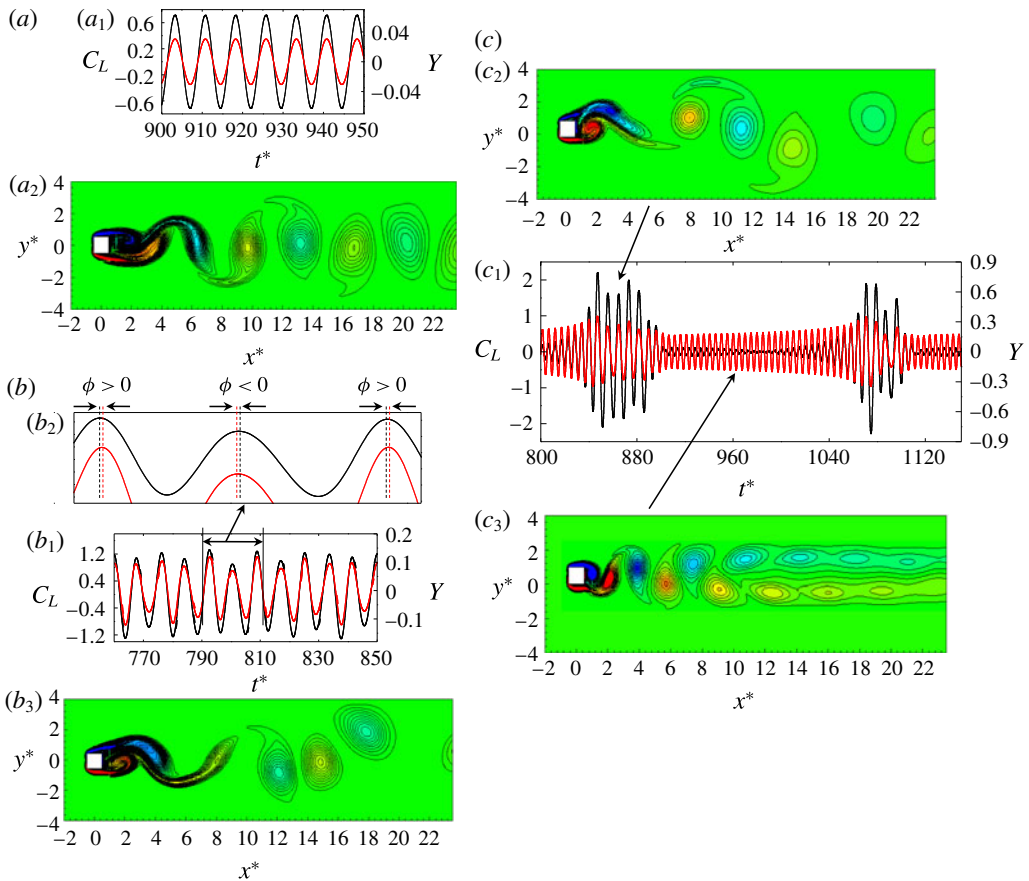 (a)
(a1)
0.6
0.2
−0.2
−0.6
CL
0.04
0
−0.04
Y
900 910 920 930 940 950
t*
(a2)
4
2
0
−2
−4
y*
−2 0 2 4 6 8 10 12 14 16 18 20 22
x*
(b)
ϕ > 0 ϕ < 0 ϕ > 0
(b2)
(b1)
1.2
0.4
−0.4
−1.2
CL
0.2
0.1
0
−0.1
Y
770 790 810 830 850
t*
(b3)
4
2
0
−2
−4
y*
−2 0 2 4 6 8 10 12 14 16 18 20 22
x*
(c)
(c2)
4
2
0
−2
−4
y*
−2 0 2 4 6 8 10 12 14 16 18 20 22
x*
(c1)
2
1
0
−1
−2
CL
0.9
0.6
0.3
0
−0.3
−0.6
−0.9
Y
800 880 960 1040 1120
t*
(c3)
4
2
0
−2
−4
y*
−2 0 2 4 6 8 10 12 14 16 18 20 22
x*